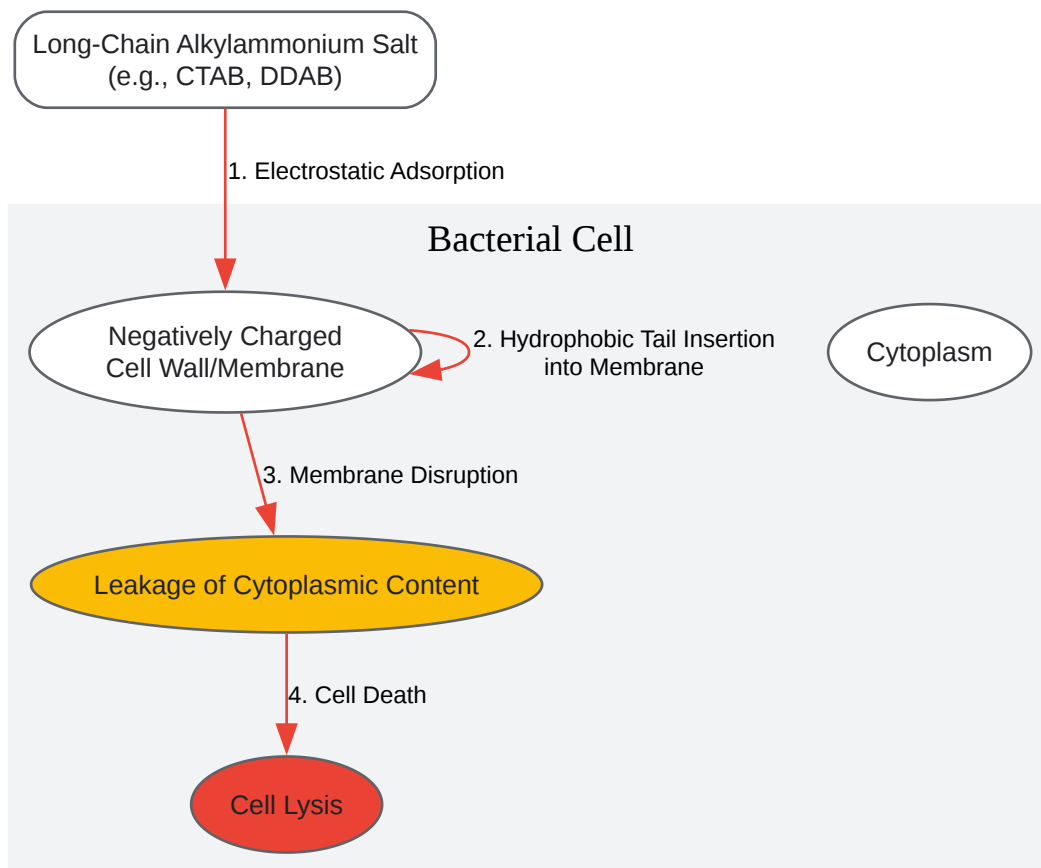 Long-Chain Alkylammonium Salt
(e.g., CTAB, DDAB)
1. Electrostatic Adsorption
Bacterial Cell
Negatively Charged
Cell Wall/Membrane
2. Hydrophobic Tail Insertion
into Membrane
Cytoplasm
3. Membrane Disruption
Leakage of Cytoplasmic Content
4. Cell Death
Cell Lysis